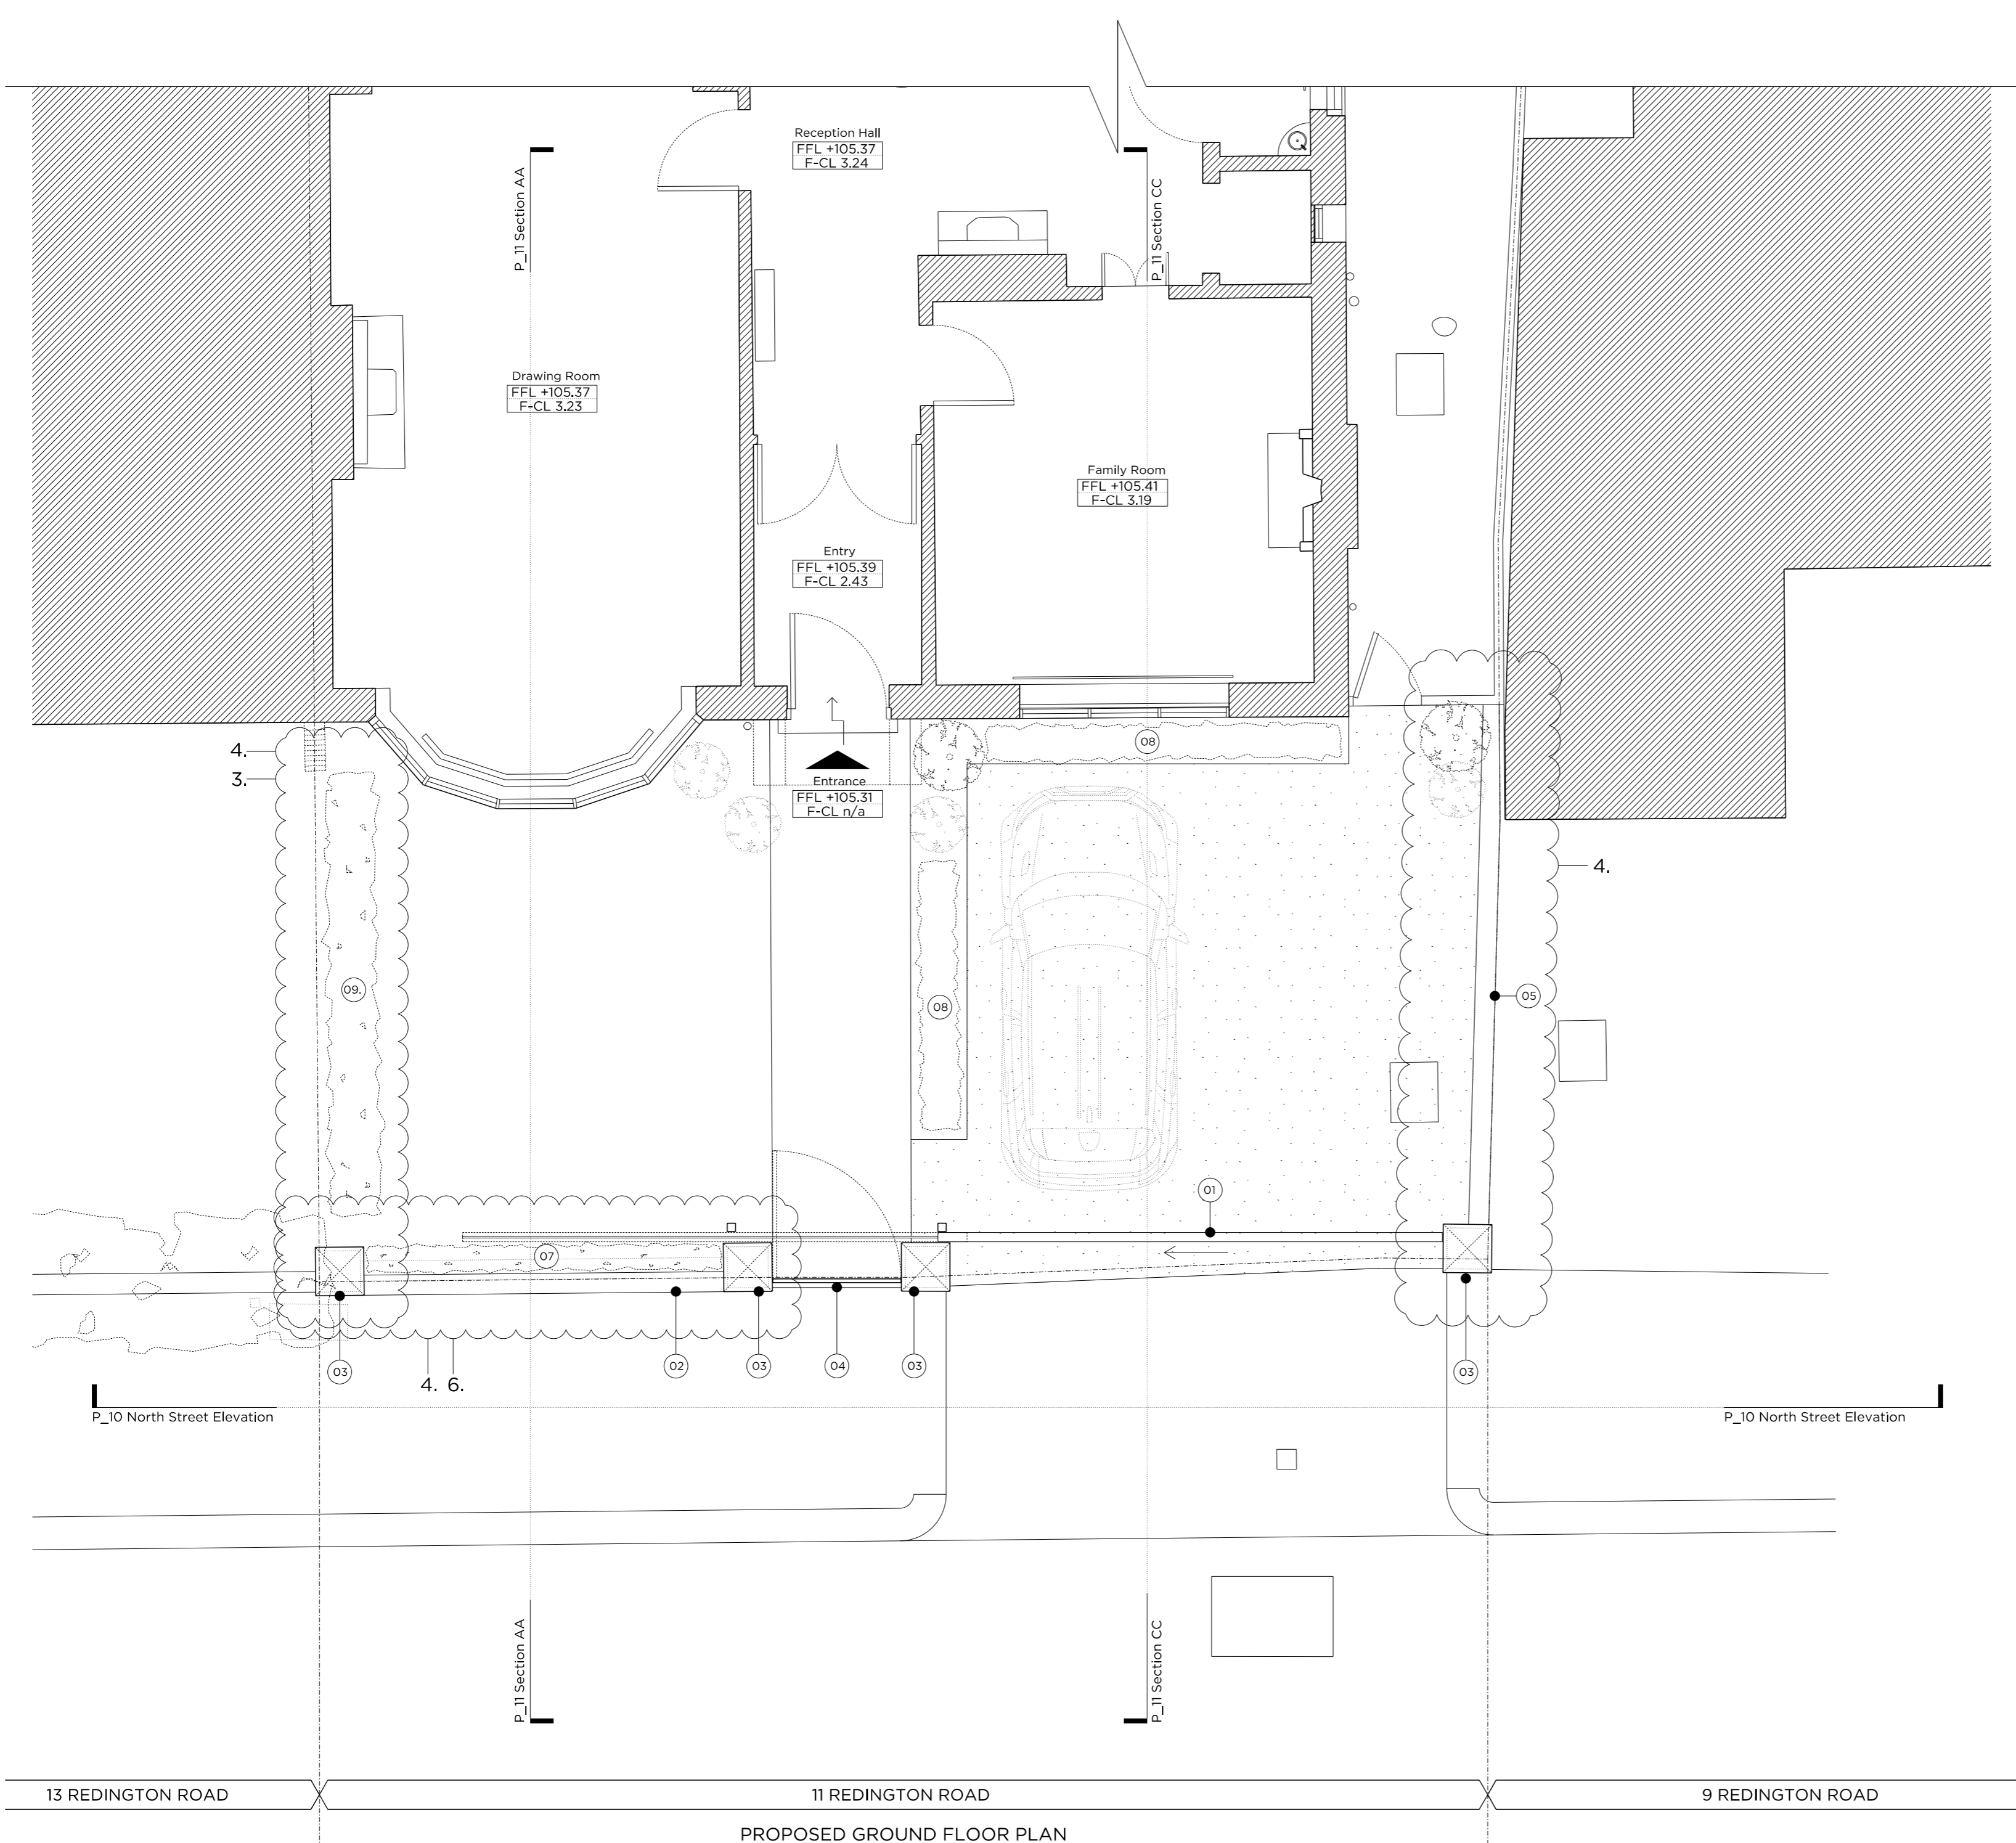 Reception Hall
FFL +105.37
F-CL 3.24
P_11 Section AA
P_11 Section CC
Drawing Room
FFL +105.37
F-CL 3.23
Family Room
FFL +105.41
F-CL 3.19
Entry
FFL +105.39
F-CL 2.43
4.
3.
08
Entrance
FFL +105.31
F-CL n/a
4.
09.
08
05
01
07
03
02
03
04
03
03
4. 6.
P_10 North Street Elevation
P_10 North Street Elevation
P_11 Section AA
P_11 Section CC
13 REDINGTON ROAD
11 REDINGTON ROAD
9 REDINGTON ROAD
PROPOSED GROUND FLOOR PLAN